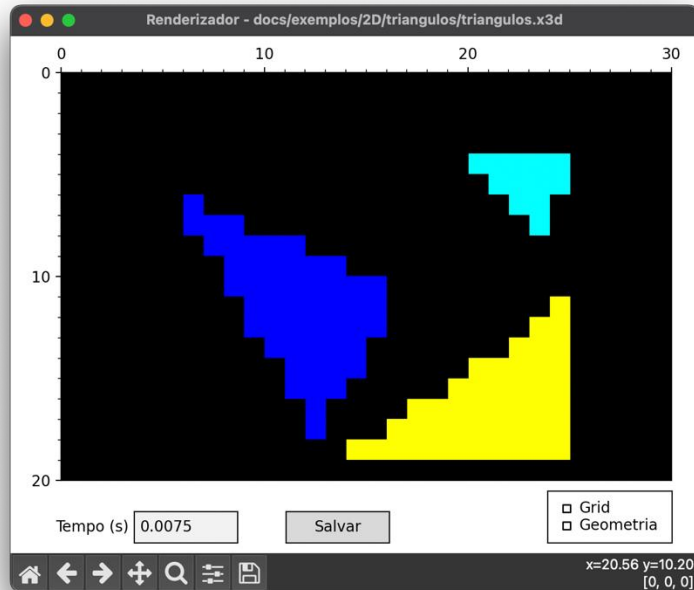 Renderizador - docs/exemplos/2D/triangulos/triangulos.x3d
0 10 20 30
0
10
20
Grid
Tempo (s) 0.0075 Salvar
Geometria
x=20.56 y=10.20
[0, 0, 0]